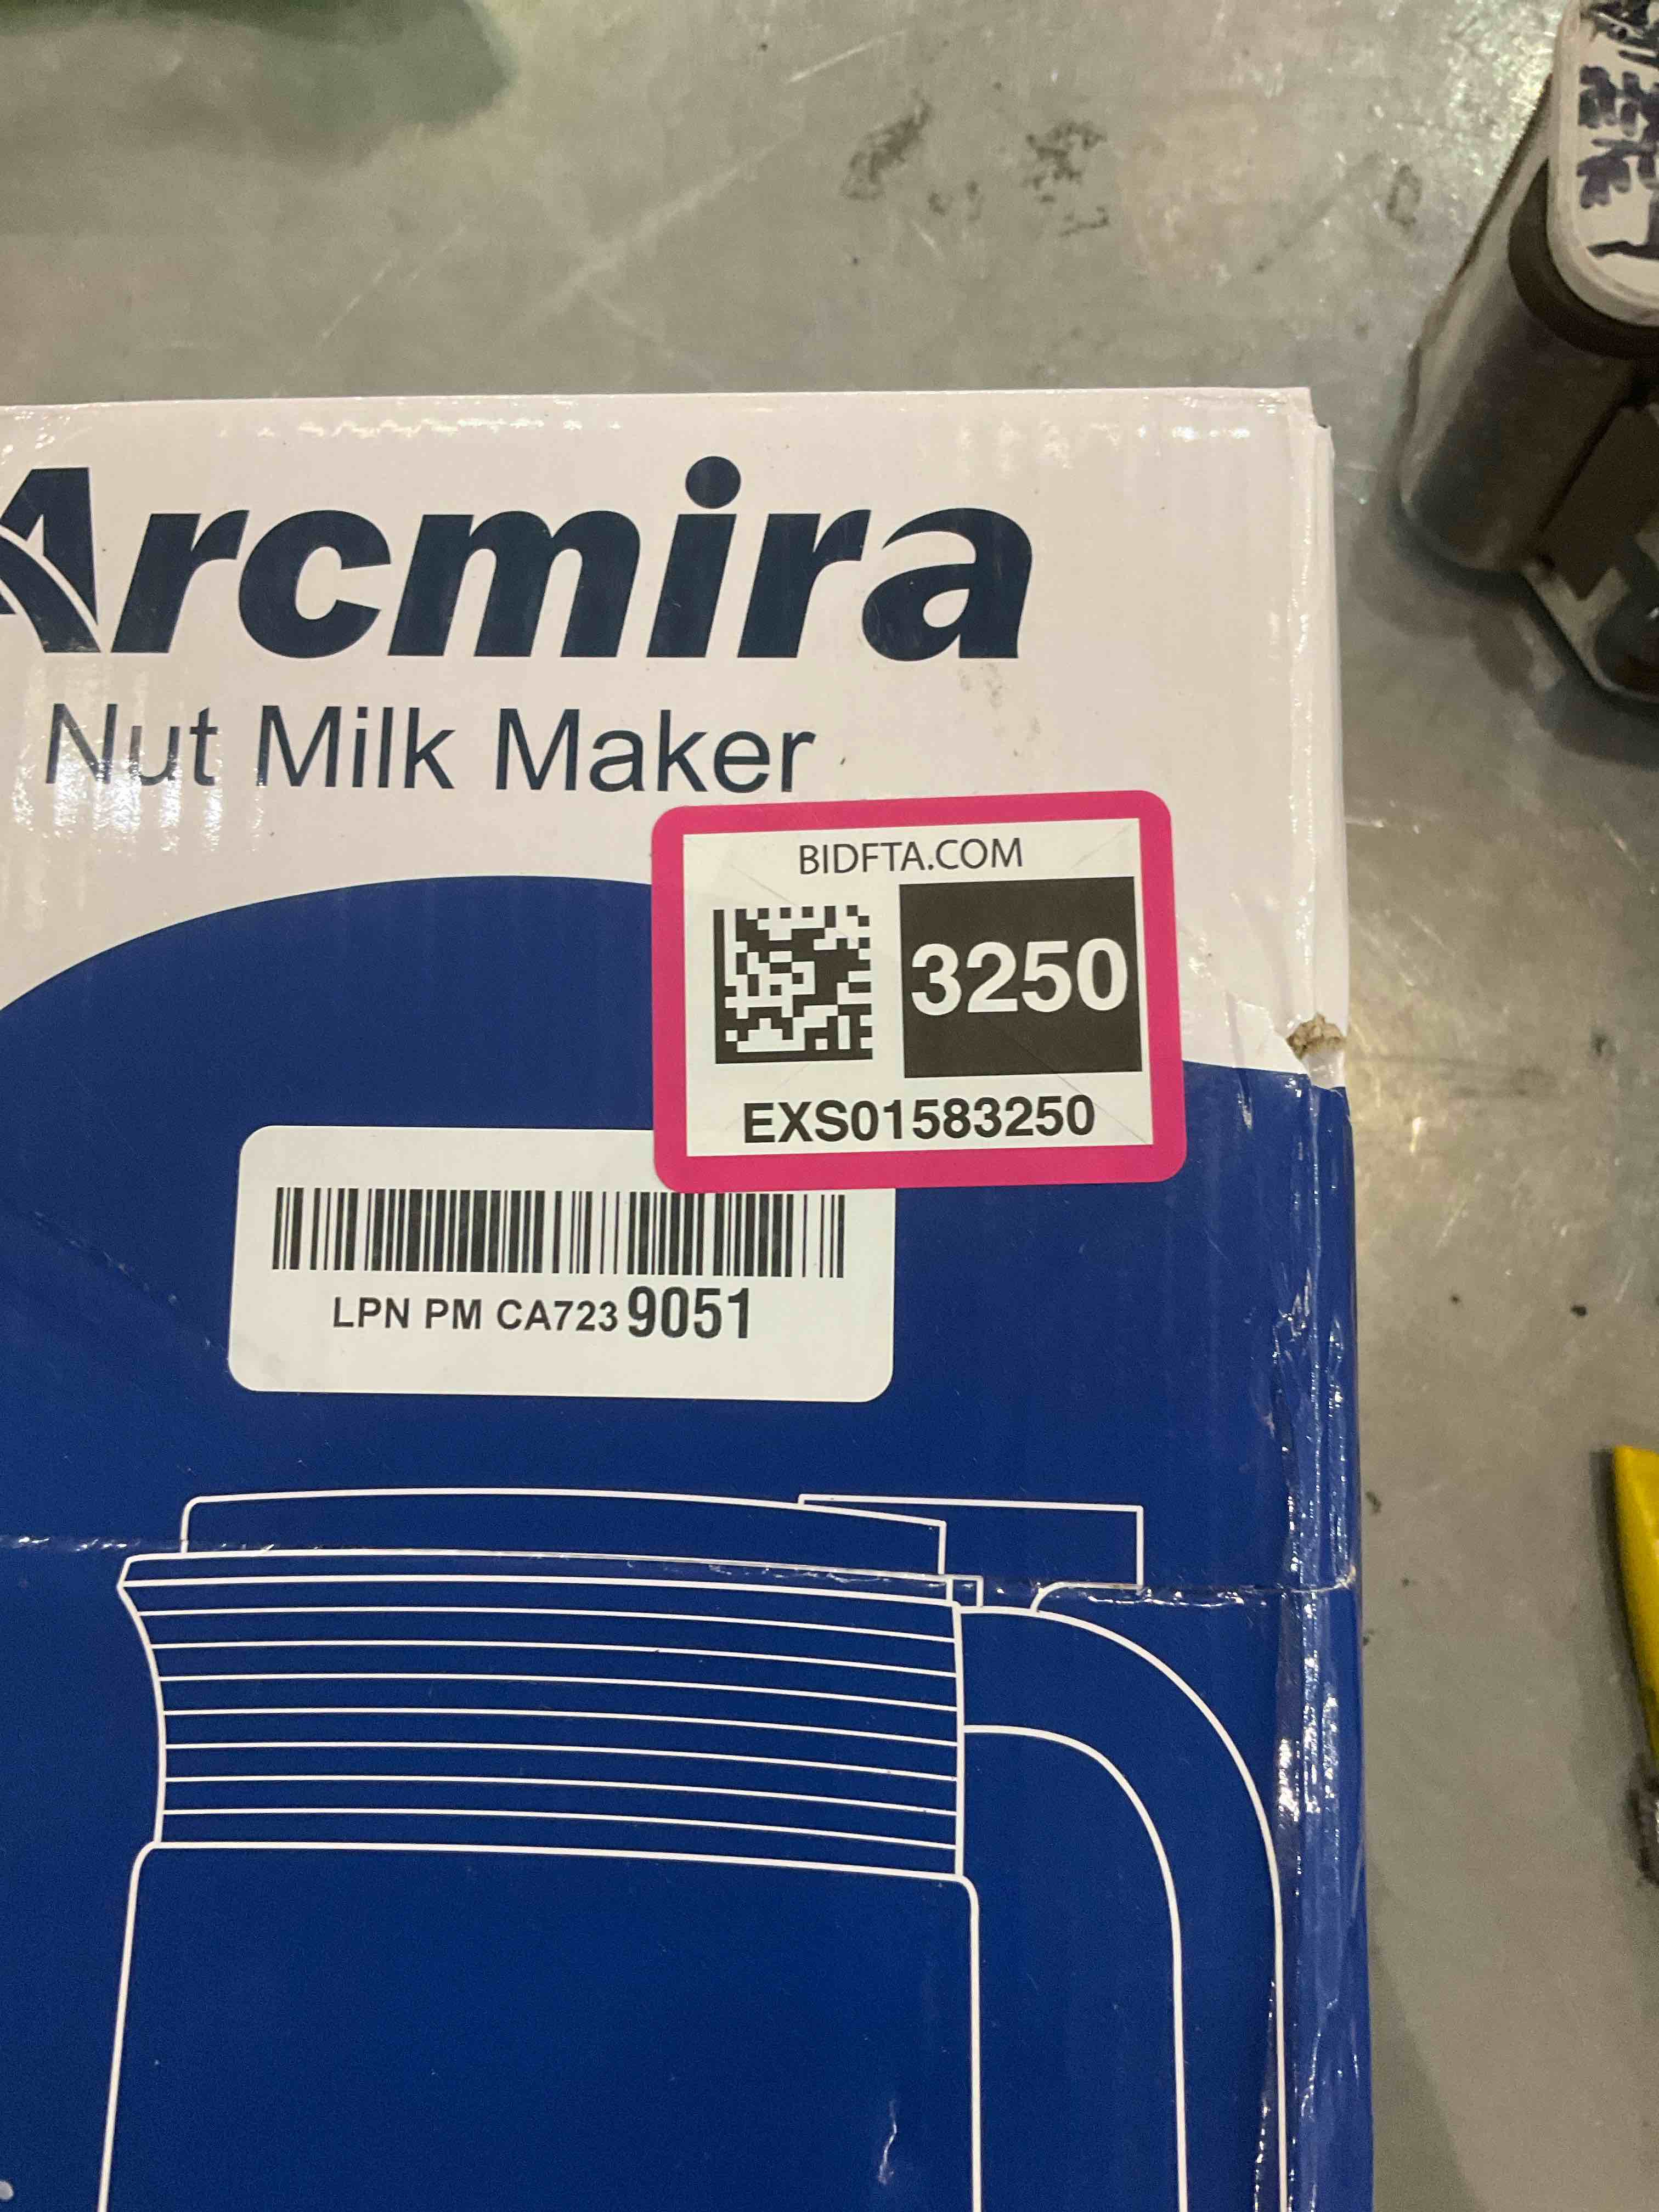 Arcmira
Nut Milk Maker
BIDFTA.COM
3250
EXS01583250
LPN PM CA723 9051